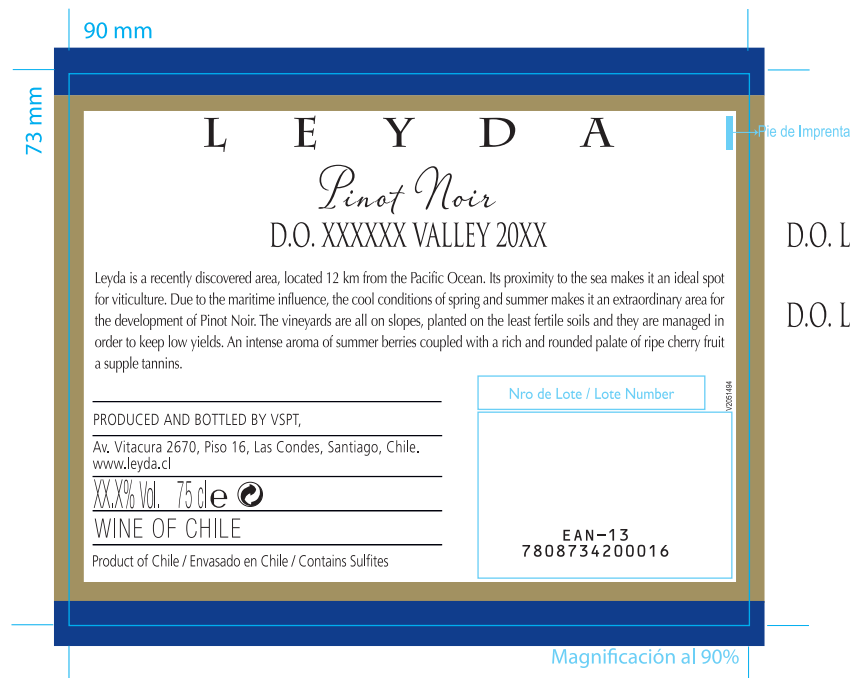 90 mm
73 mm
L E Y D A
Pie de Imprenta
Pinot Noir
D.O. XXXXXX VALLEY 20XX
D.O. L
D.O. L
Leyda is a recently discovered area, located 12 km from the Pacific Ocean. Its proximity to the sea makes it an ideal spot
for viticulture. Due to the maritime influence, the cool conditions of spring and summer makes it an extraordinary area for
the development of Pinot Noir. The vineyards are all on slopes, planted on the least fertile soils and they are managed in
order to keep low yields. An intense aroma of summer berries coupled with a rich and rounded palate of ripe cherry fruit
a supple tannins.
Nro de Lote / Lote Number
V2051494
PRODUCED AND BOTTLED BY VSPT,
Av. Vitacura 2670, Piso 16, Las Condes, Santiago, Chile.
www.leyda.cl
XX.X% Vol. 75 cl e
WINE OF CHILE
Product of Chile / Envasado en Chile / Contains Sulfites
EAN-13
7808734200016
Magnificación al 90%